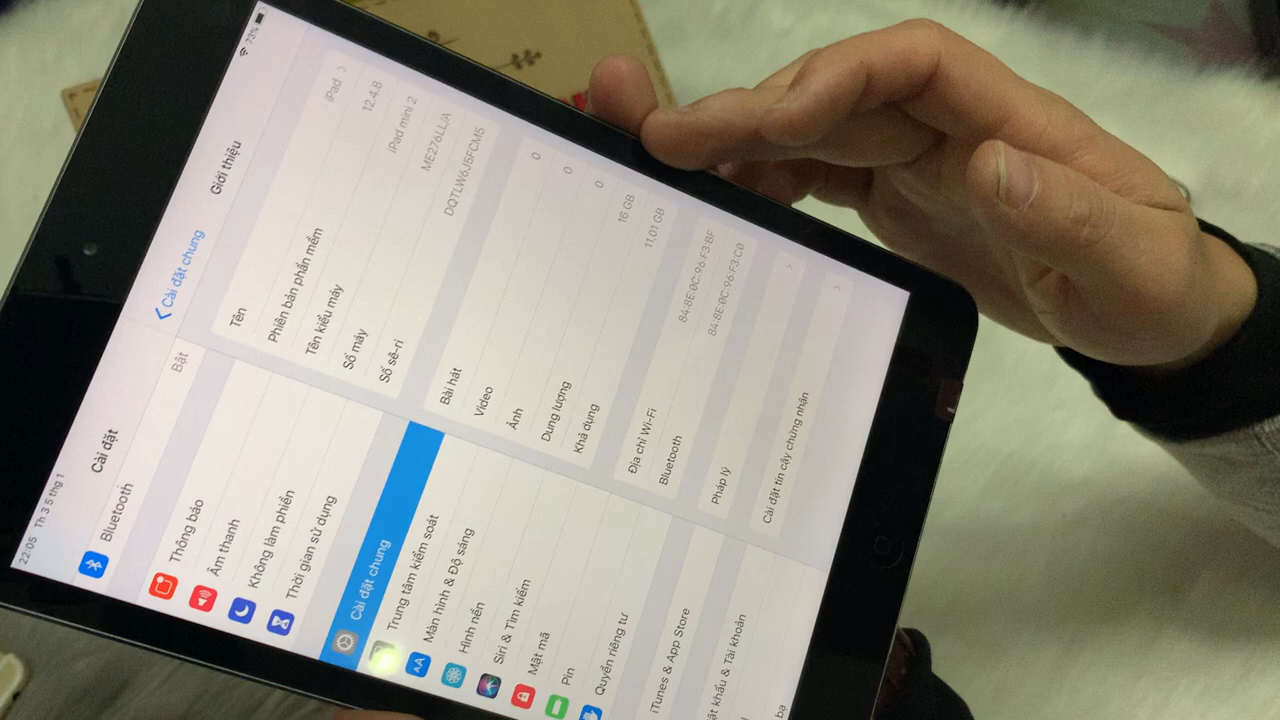 22:05 Th 3 5 thg 1
73%
Cài đặt
Bluetooth
Bật
Thông báo
Âm thanh
Không làm phiền
Thời gian sử dụng
Cài đặt chung
Trung tâm kiểm soát
Màn hình & Độ sáng
Hình nền
Siri & Tìm kiếm
Mật mã
Pin
Quyền riêng tư
iTunes & App Store
ật khẩu & Tài khoản
Cài đặt chung
Giới thiệu
Tên iPad
Phiên bản phần mềm 12.4.8
Tên kiểu máy iPad mini 2
Số máy ME276LL/A
Số sê-ri DQTLW6J5FCM5
Bài hát 0
Video 0
Ảnh 0
Dung lượng 16 GB
Khả dụng 11,01 GB
Địa chỉ Wi-Fi 84:8E:0C:96:F3:BF
Bluetooth 84:8E:0C:96:F3:C0
Pháp lý
Cài đặt tin cậy chứng nhận